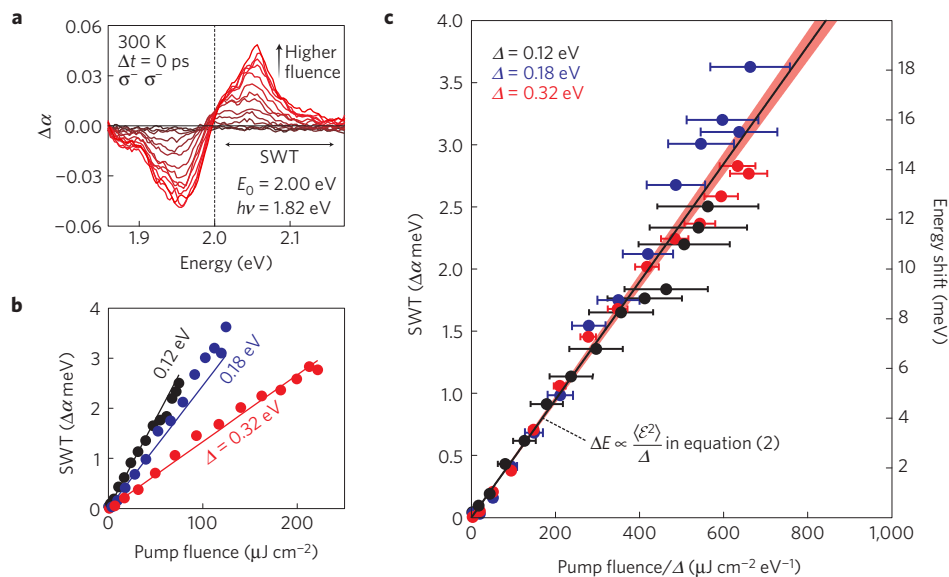 a
0.06
0.03
0.00
−0.03
−0.06
Δα
300 K
Δt = 0 ps
σ⁻ σ⁻
Higher
fluence
SWT
E₀ = 2.00 eV
hν = 1.82 eV
1.9
2.0
2.1
Energy (eV)
b
4
3
2
1
0
SWT (Δα meV)
0.12 eV
0.18 eV
Δ = 0.32 eV
0
100
200
Pump fluence (μJ cm⁻²)
c
4.0
3.5
3.0
2.5
2.0
1.5
1.0
0.5
0
SWT (Δα meV)
Δ = 0.12 eV
Δ = 0.18 eV
Δ = 0.32 eV
ΔE ∝ ⟨ℰ²⟩/Δ in equation (2)
18
16
14
12
10
8
6
4
2
Energy shift (meV)
0
200
400
600
800
1,000
Pump fluence/Δ (μJ cm⁻² eV⁻¹)